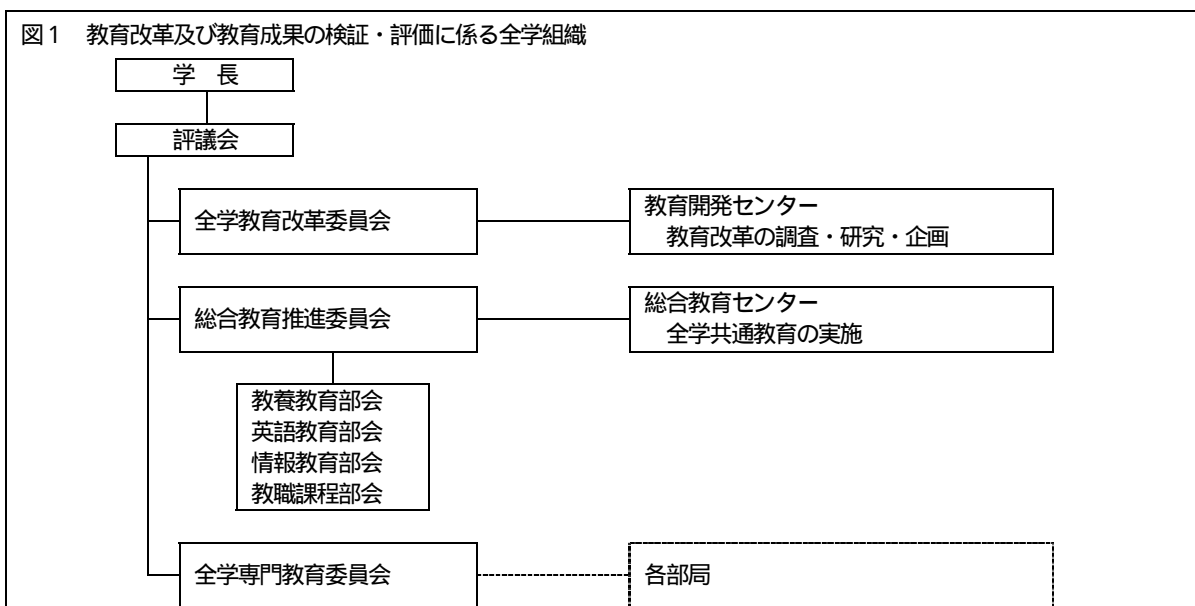 図1 教育改革及び教育成果の検証・評価に係る全学組織
学 長
評議会
全学教育改革委員会
教育開発センター
教育改革の調査・研究・企画
総合教育推進委員会
総合教育センター
全学共通教育の実施
教養教育部会
英語教育部会
情報教育部会
教職課程部会
全学専門教育委員会
各部局